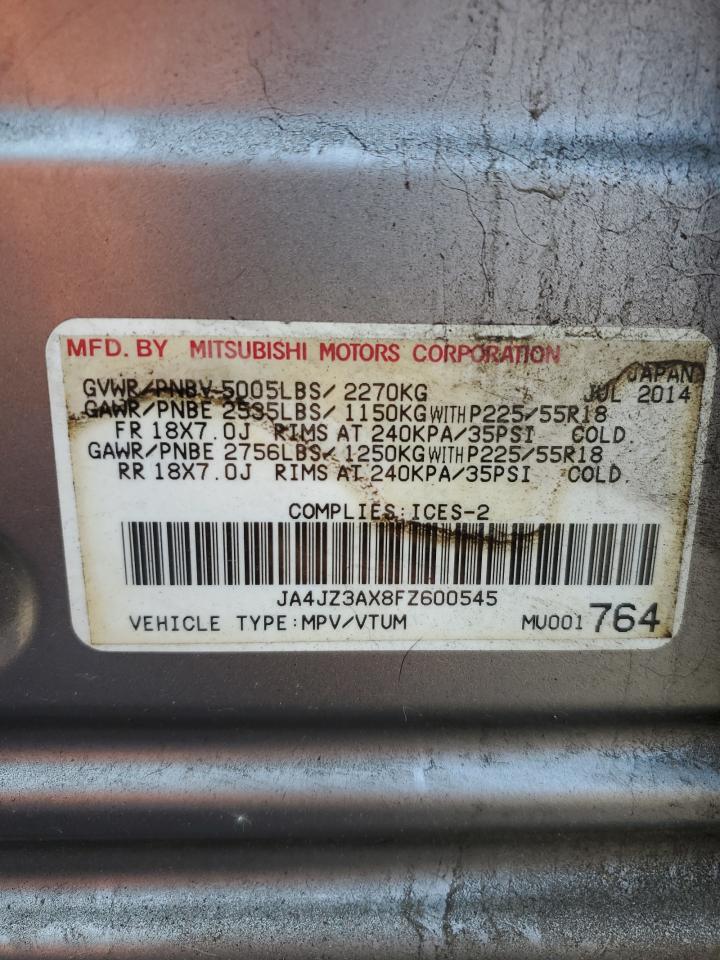 MFD. BY MITSUBISHI MOTORS CORPORATION
JAPAN
GVWR/PNBV 5005LBS/ 2270KG JUL 2014
GAWR/PNBE 2535LBS/ 1150KG WITH P225/55R18
FR 18X7.0J RIMS AT 240KPA/35PSI COLD.
GAWR/PNBE 2756LBS/ 1250KG WITH P225/55R18
RR 18X7.0J RIMS AT 240KPA/35PSI COLD.
COMPLIES:ICES-2
JA4JZ3AX8FZ600545
VEHICLE TYPE:MPV/VTUM MU001 764